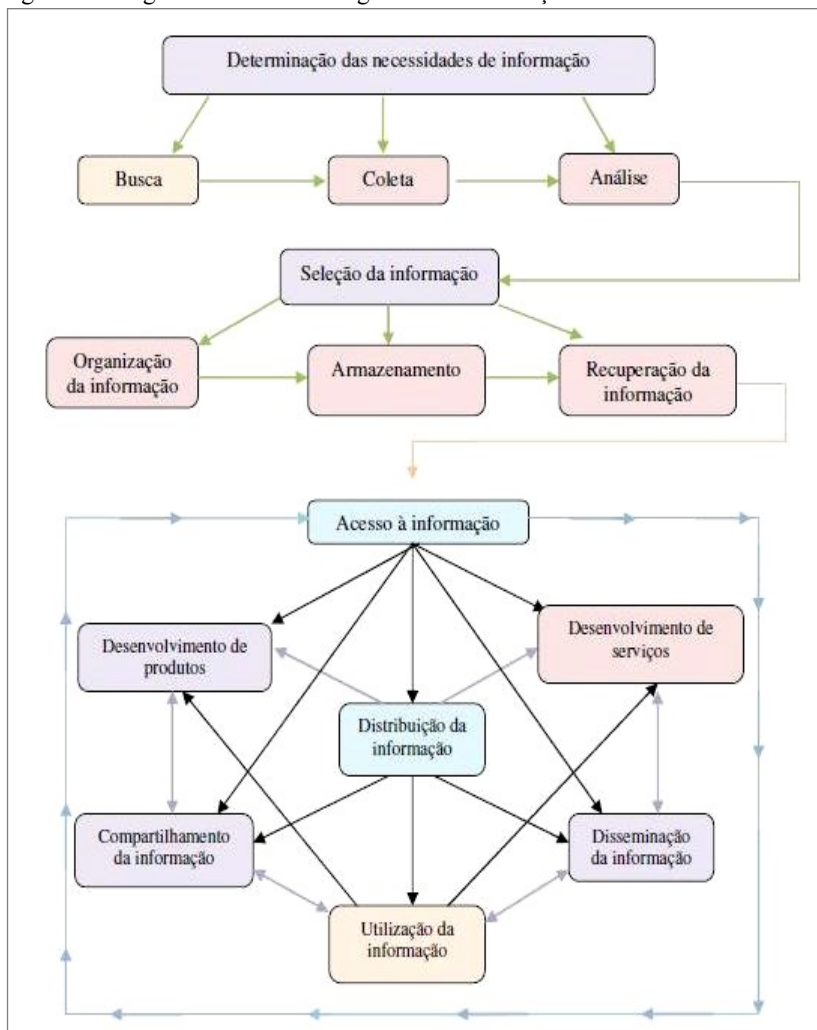 Determinação das necessidades de informação
Busca
Coleta
Análise
Seleção da informação
Organização
da informação
Armazenamento
Recuperação da
informação
Acesso à informação
Desenvolvimento de
produtos
Desenvolvimento de
serviços
Distribuição da
informação
Compartilhamento
da informação
Disseminação
da informação
Utilização da
informação